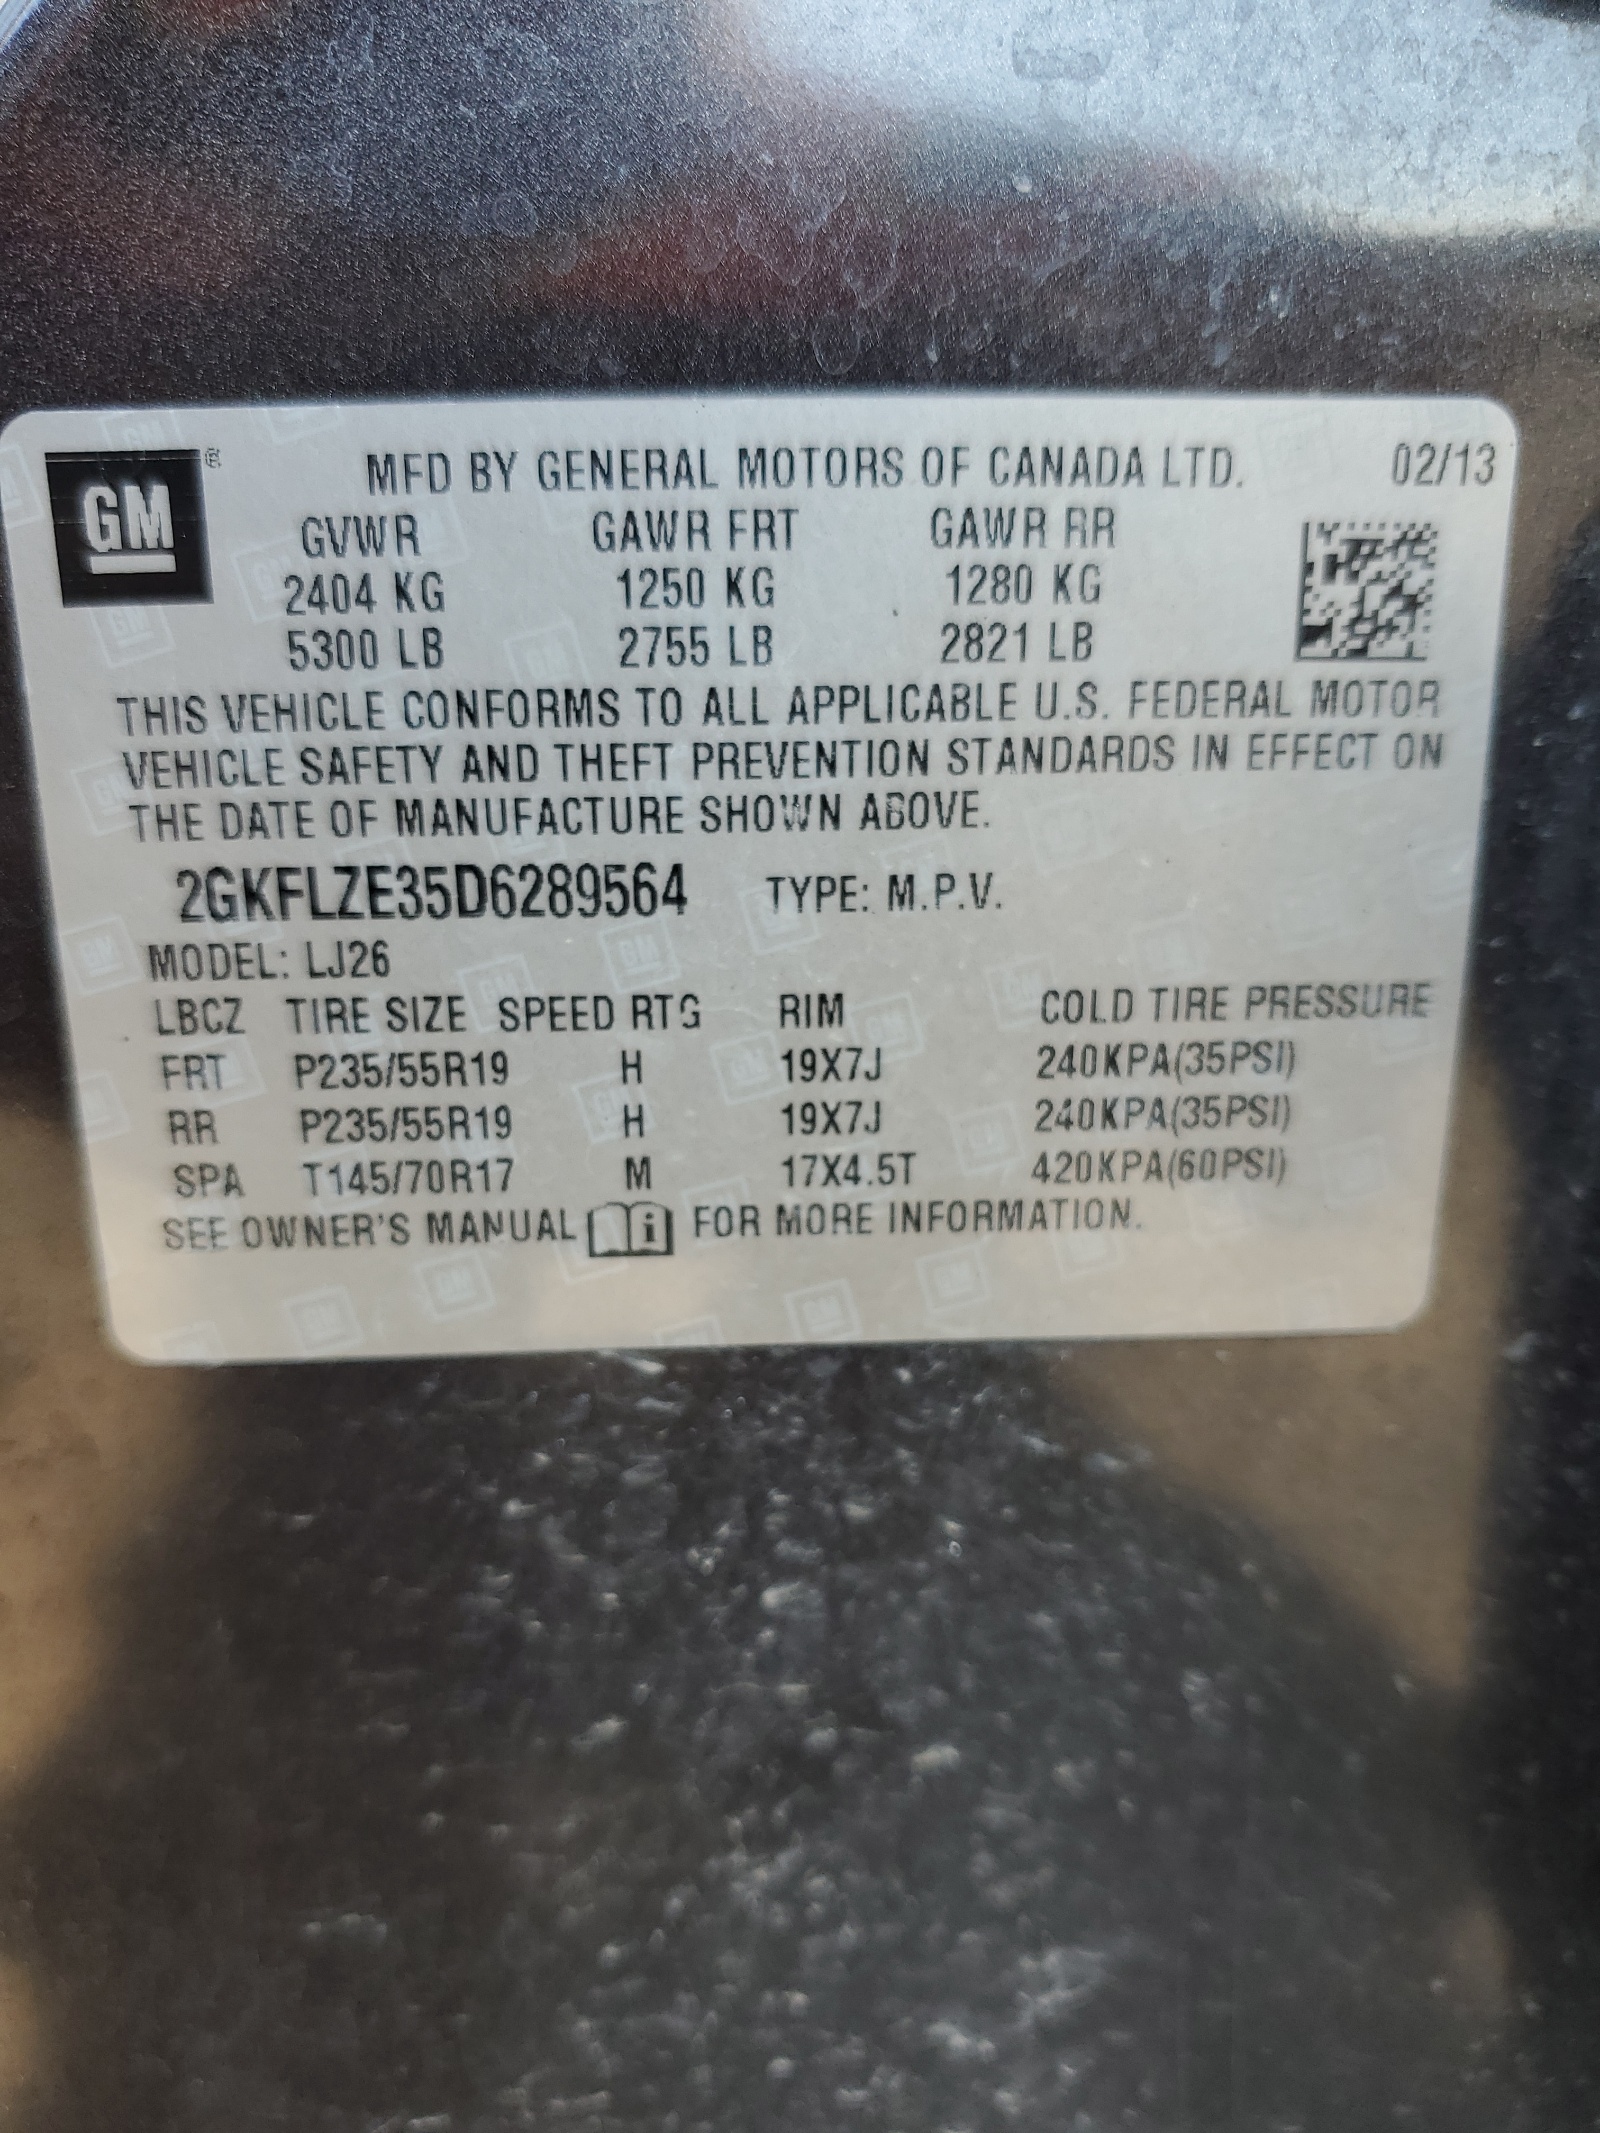 GM ® MFD BY GENERAL MOTORS OF CANADA LTD. 02/13
GVWR GAWR FRT GAWR RR
2404 KG 1250 KG 1280 KG
5300 LB 2755 LB 2821 LB
THIS VEHICLE CONFORMS TO ALL APPLICABLE U.S. FEDERAL MOTOR
VEHICLE SAFETY AND THEFT PREVENTION STANDARDS IN EFFECT ON
THE DATE OF MANUFACTURE SHOWN ABOVE.
2GKFLZE35D6289564 TYPE: M.P.V.
MODEL: LJ26
LBCZ TIRE SIZE SPEED RTG RIM COLD TIRE PRESSURE
FRT P235/55R19 H 19X7J 240KPA(35PSI)
RR P235/55R19 H 19X7J 240KPA(35PSI)
SPA T145/70R17 M 17X4.5T 420KPA(60PSI)
SEE OWNER'S MANUAL i FOR MORE INFORMATION.